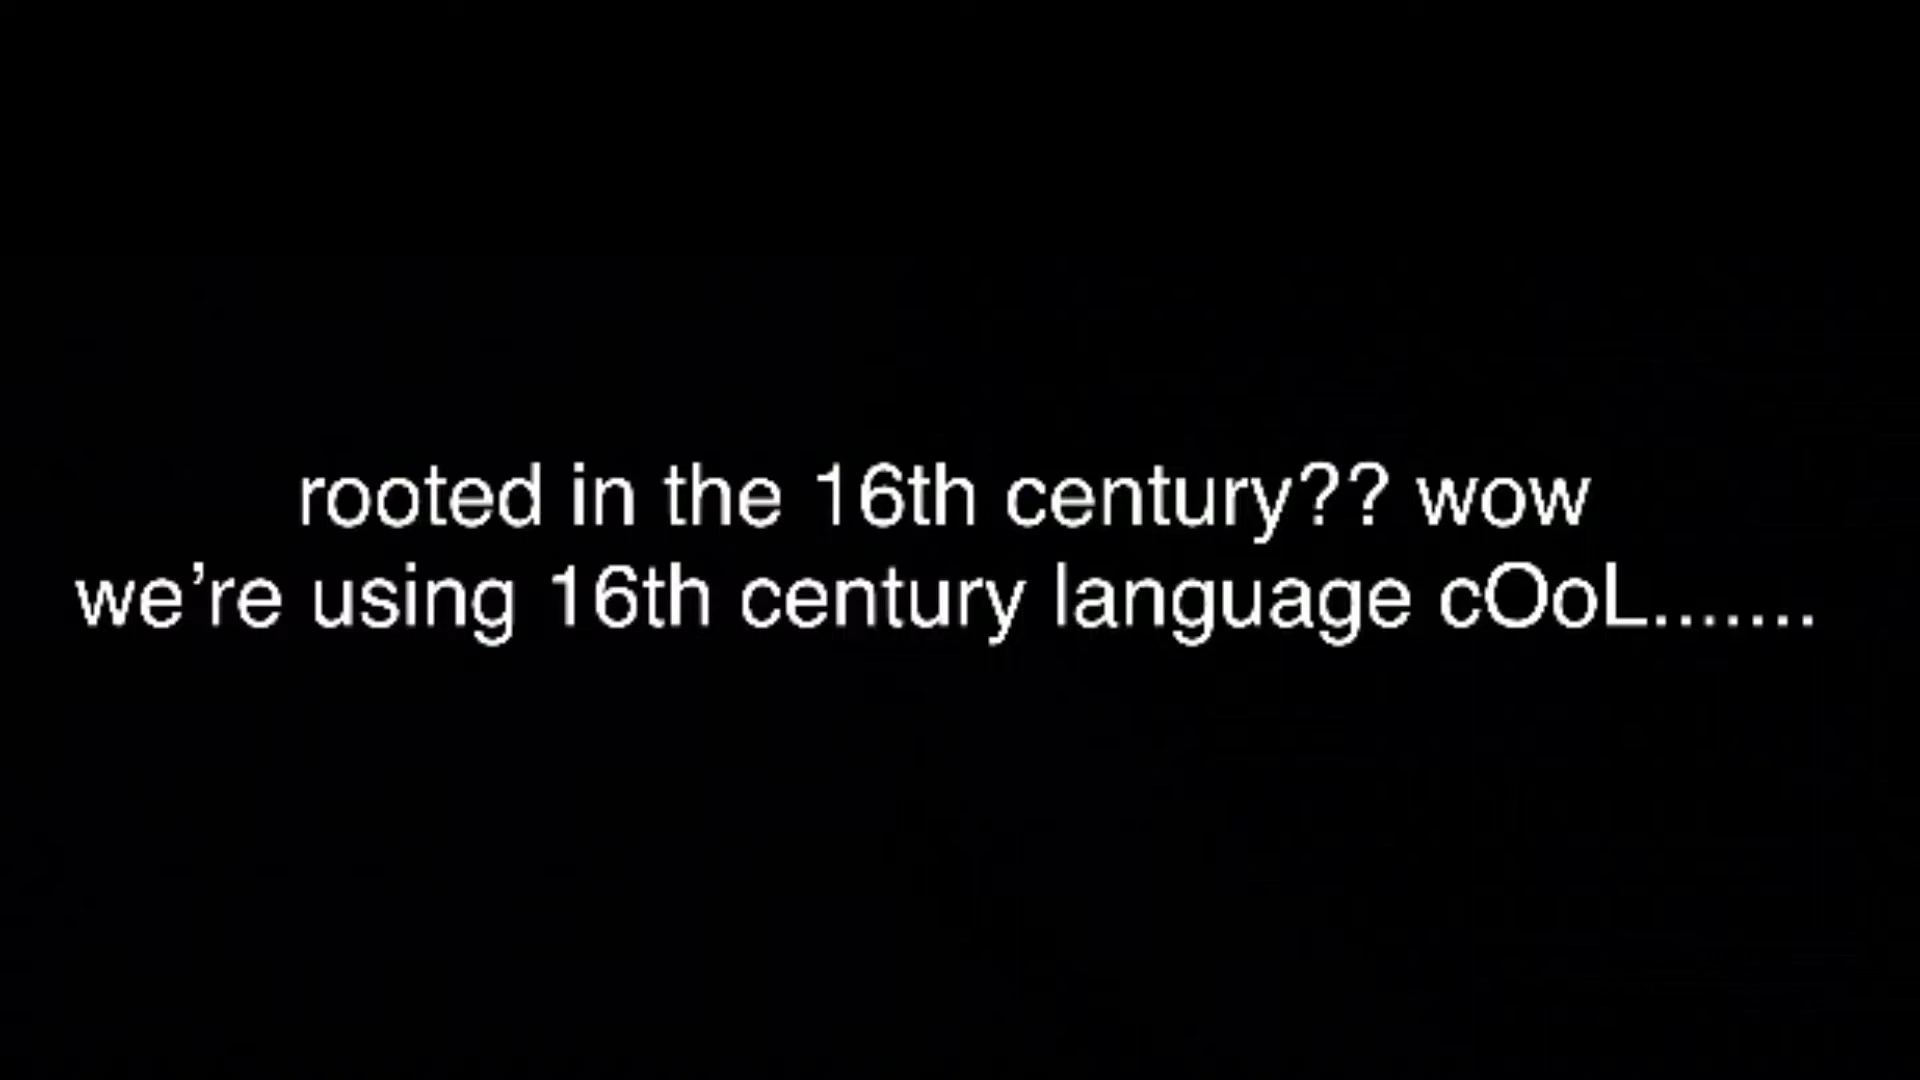 rooted in the 16th century?? wow
we’re using 16th century language cOoL.......